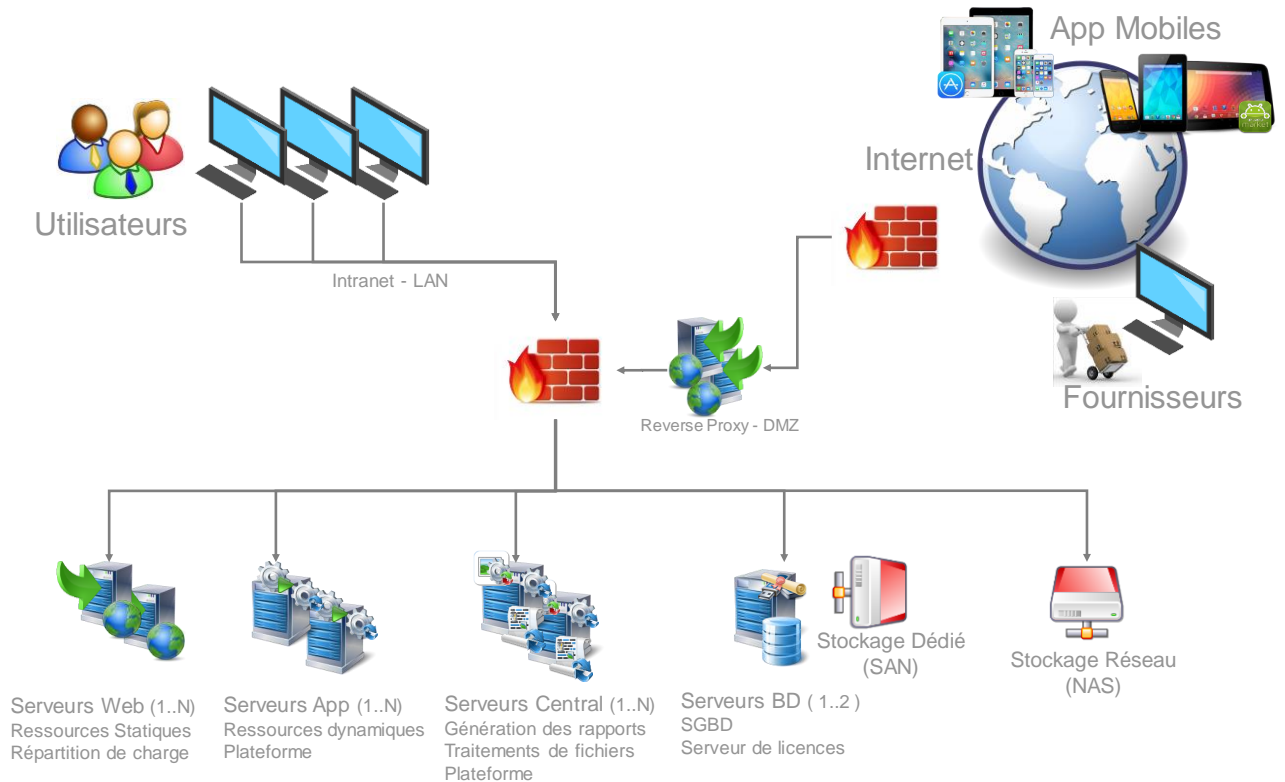 App Mobiles
Internet
Utilisateurs
Intranet - LAN
Reverse Proxy - DMZ
Fournisseurs
Stockage Dédié
(SAN)
Stockage Réseau
(NAS)
Serveurs Web (1..N)
Ressources Statiques
Répartition de charge
Serveurs App (1..N)
Ressources dynamiques
Plateforme
Serveurs Central (1..N)
Génération des rapports
Traitements de fichiers
Plateforme
Serveurs BD ( 1..2 )
SGBD
Serveur de licences
market